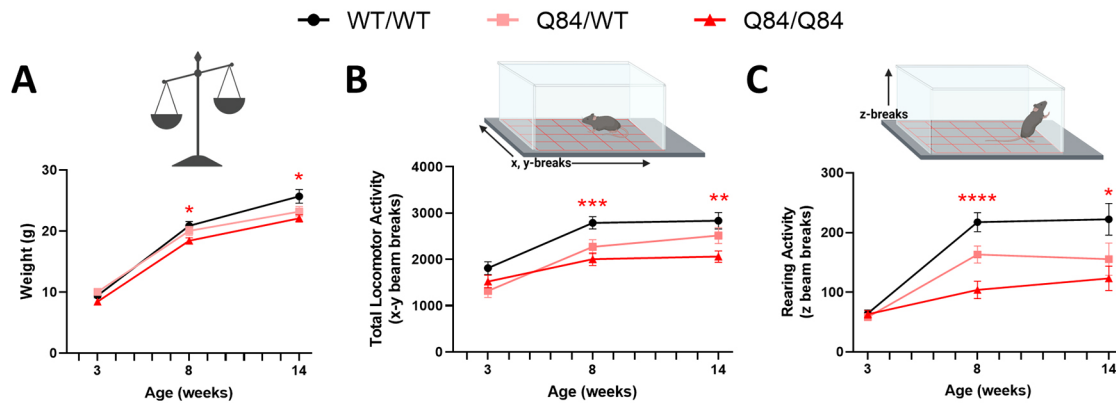 WT/WT Q84/WT Q84/Q84
A
Weight (g)
30
20
10
0
* *
3 8 14
Age (weeks)
B
x, y-breaks
Total Locomotor Activity
(x-y beam breaks)
4000
3000
2000
1000
0
*** **
3 8 14
Age (weeks)
C
z-breaks
Rearing Activity
(z beam breaks)
300
200
100
0
**** *
3 8 14
Age (weeks)